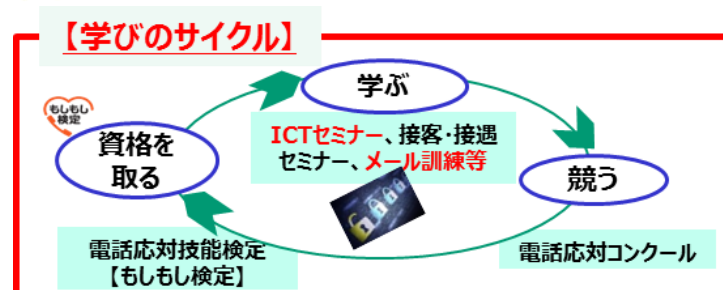 【学びのサイクル】
学ぶ
もしもし
検定
資格を
取る
ICTセミナー、接客・接遇
セミナー、メール訓練等
競う
電話応対技能検定
【もしもし検定】
電話応対コンクール